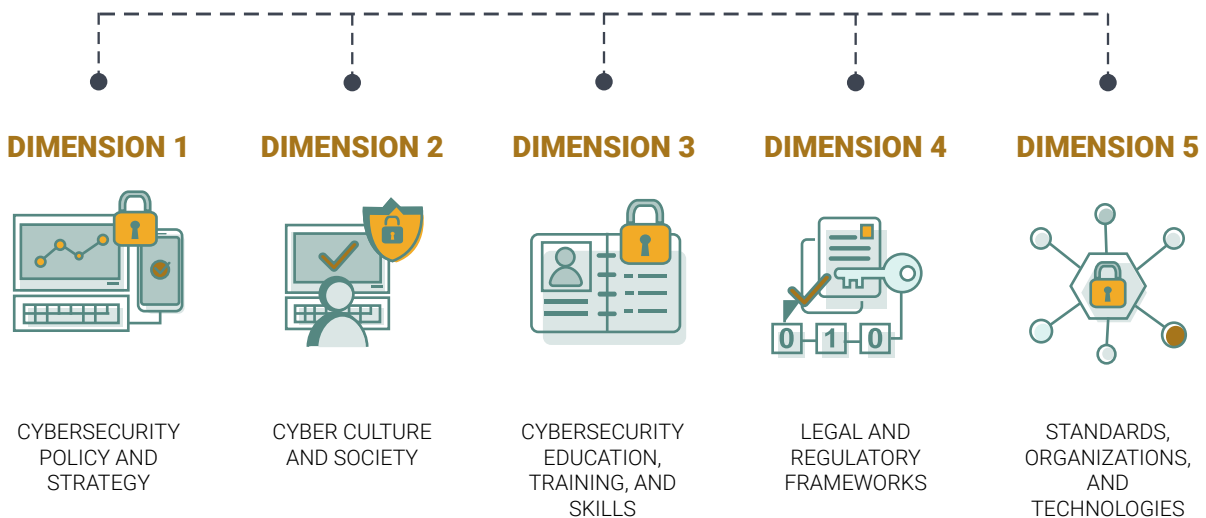 DIMENSION 1
DIMENSION 2
DIMENSION 3
DIMENSION 4
DIMENSION 5
0 1 0
CYBERSECURITY
POLICY AND
STRATEGY
CYBER CULTURE
AND SOCIETY
CYBERSECURITY
EDUCATION,
TRAINING, AND
SKILLS
LEGAL AND
REGULATORY
FRAMEWORKS
STANDARDS,
ORGANIZATIONS,
AND
TECHNOLOGIES